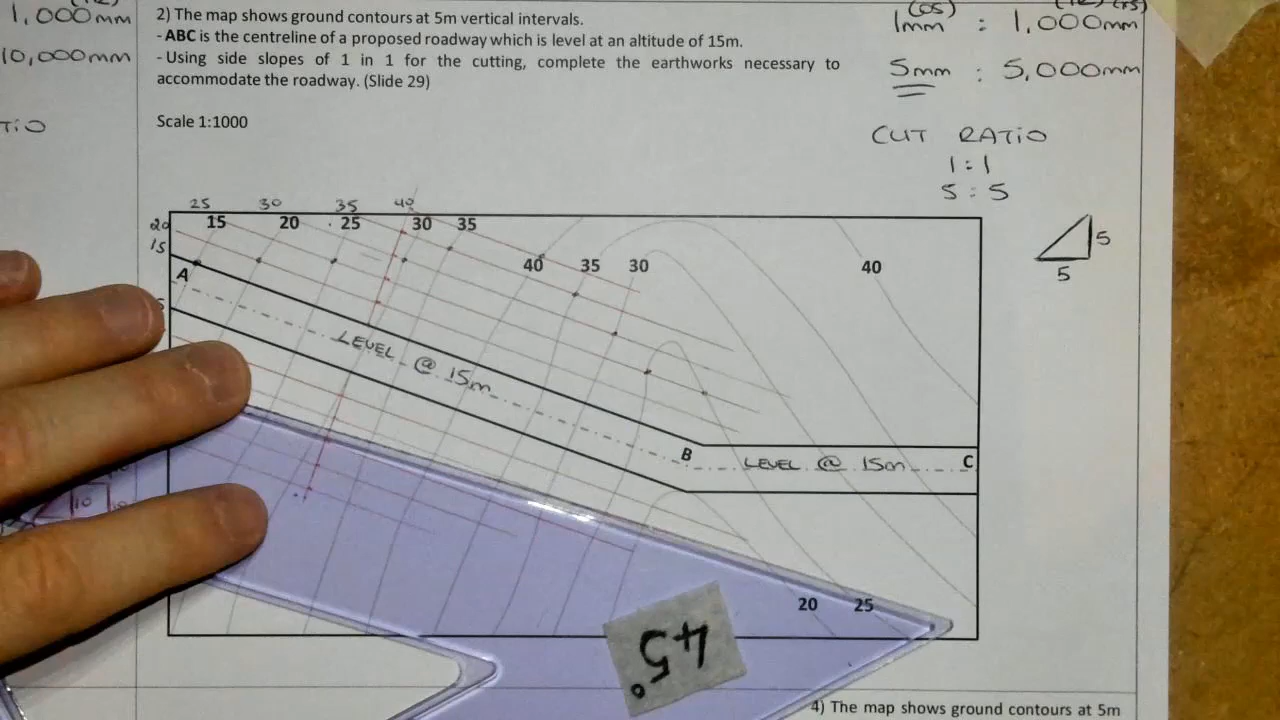 1,000mm
10,000mm
2) The map shows ground contours at 5m vertical intervals.
- ABC is the centreline of a proposed roadway which is level at an altitude of 15m.
- Using side slopes of 1 in 1 for the cutting, complete the earthworks necessary to
accommodate the roadway. (Slide 29)
Scale 1:1000
(OS)
1mm : 1,000mm
5mm : 5,000mm
CUT RATIO
1:1
5:5
5
5
25 30 35 40
20 15 20 25 30 35
15
A
40 35 30 40
LEVEL @ 15m
B LEVEL @ 15m C
10
20 25
45°
4) The map shows ground contours at 5m